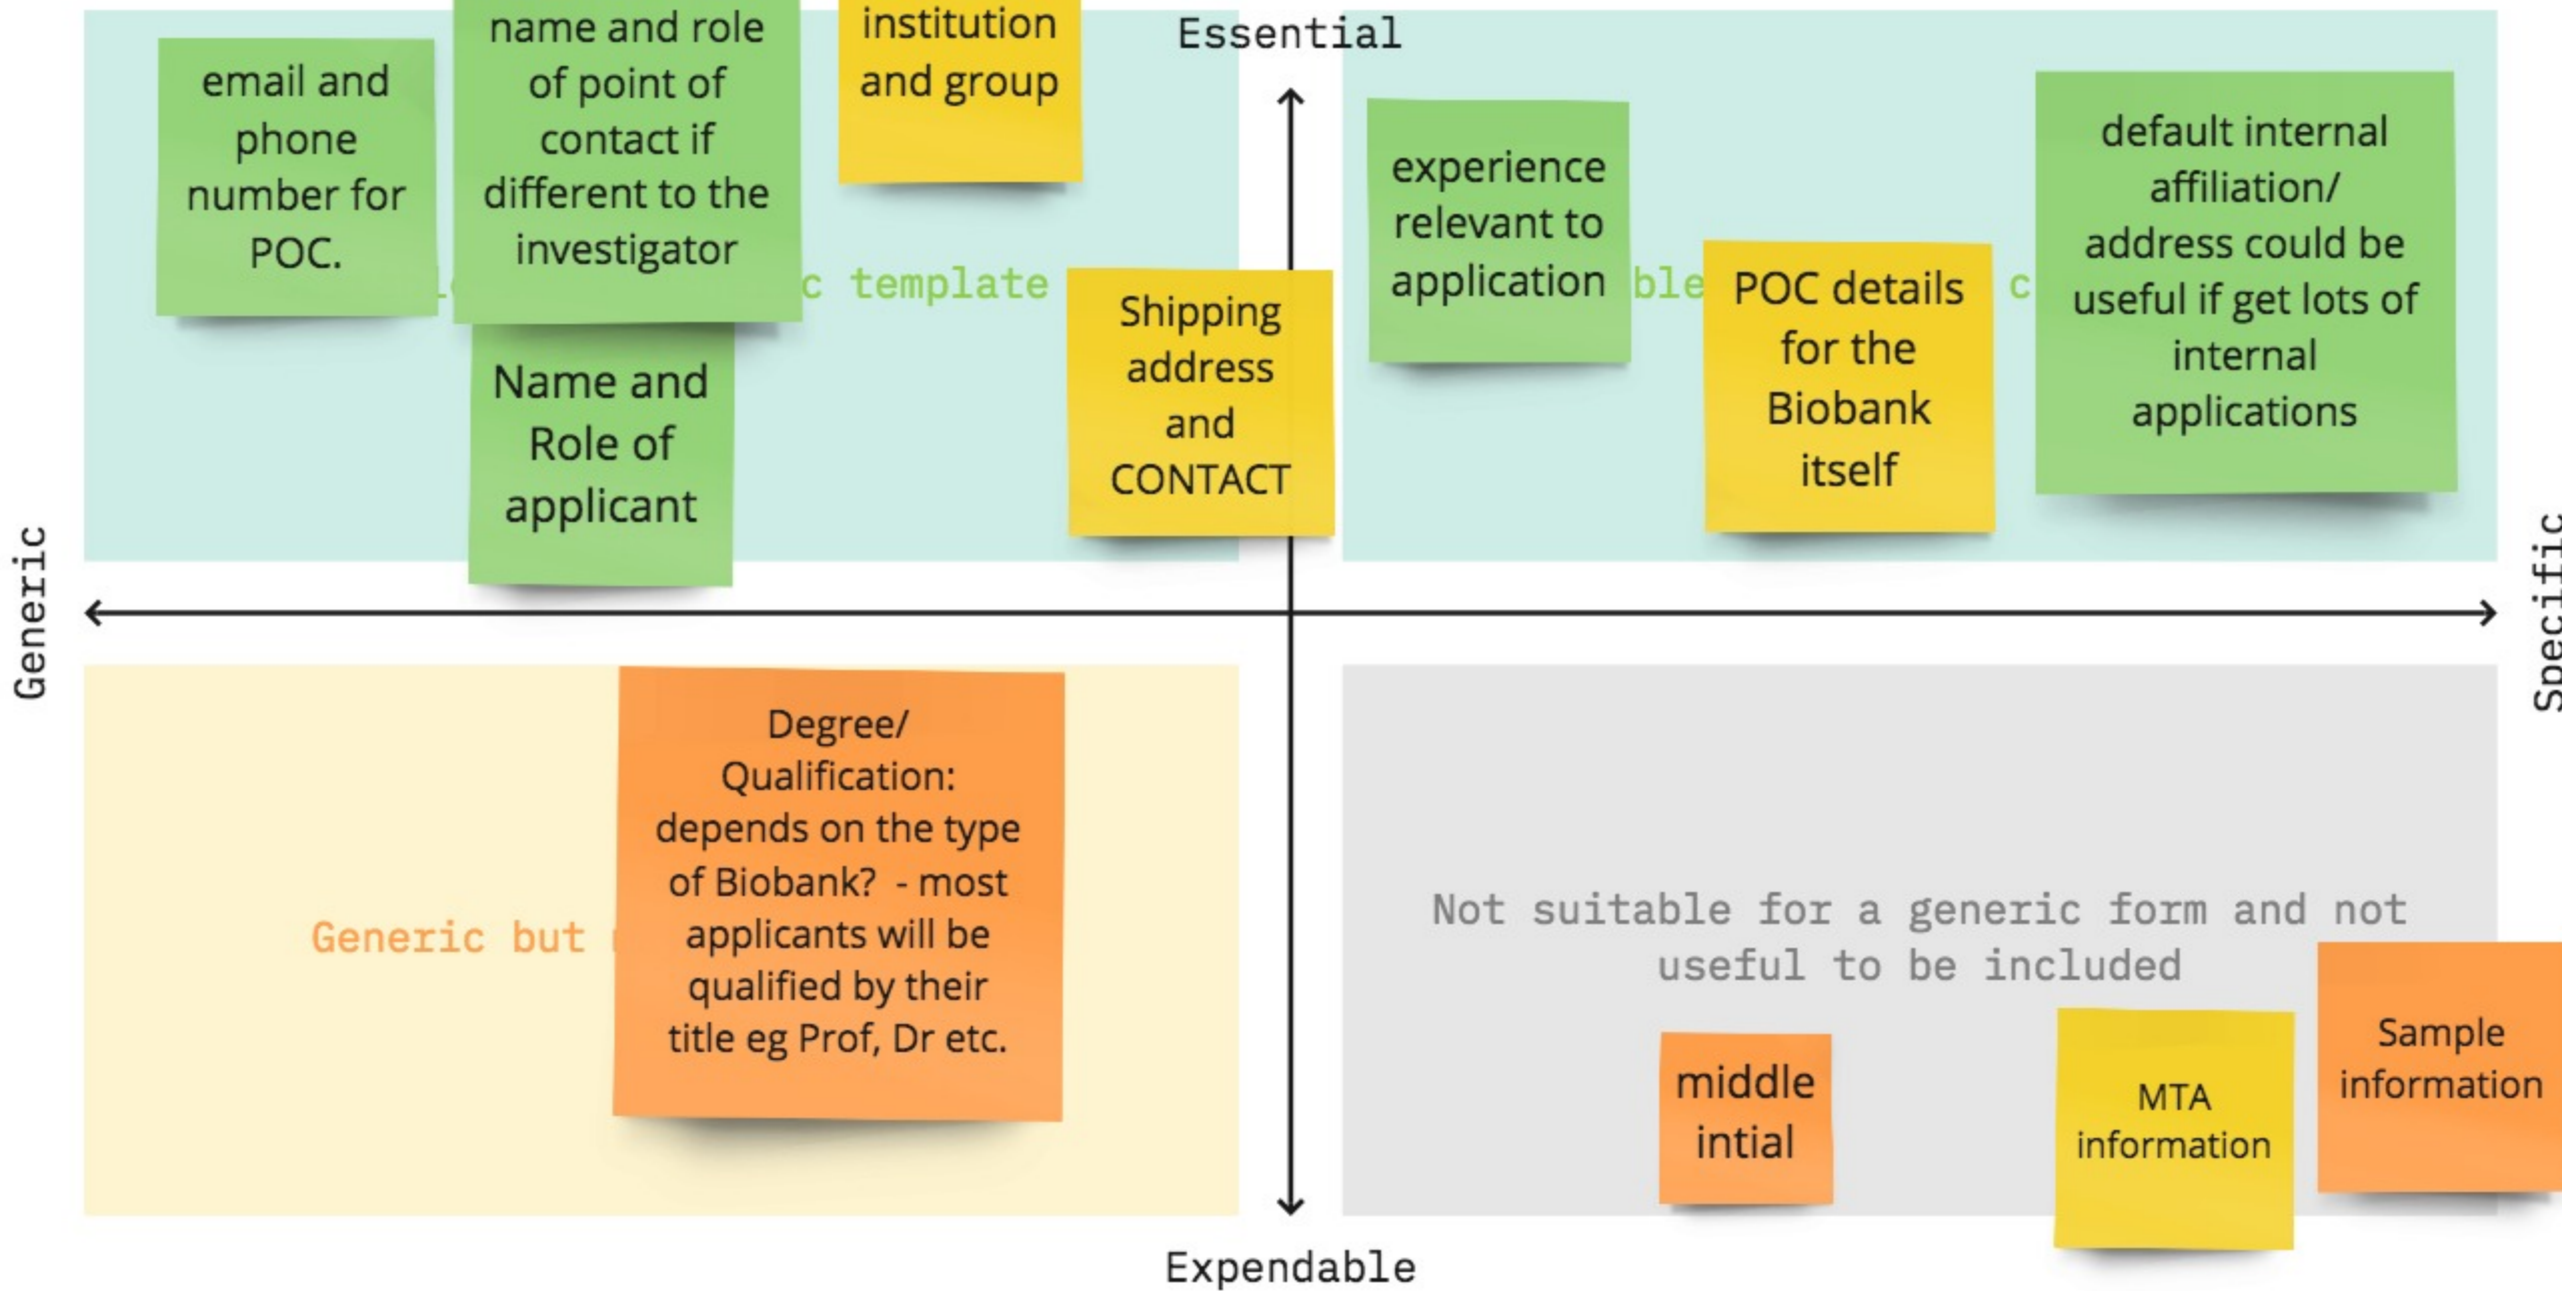 Essential
email and
phone
number for
POC.
name and role
of point of
contact if
different to the
investigator
institution
and group
template
Name and
Role of
applicant
Shipping
address
and
CONTACT
experience
relevant to
application
POC details
for the
Biobank
itself
default internal
affiliation/
address could be
useful if get lots of
internal
applications
Generic
Specific
Generic but
Degree/
Qualification:
depends on the type
of Biobank?  - most
applicants will be
qualified by their
title eg Prof, Dr etc.
Not suitable for a generic form and not
useful to be included
middle
intial
MTA
information
Sample
information
Expendable